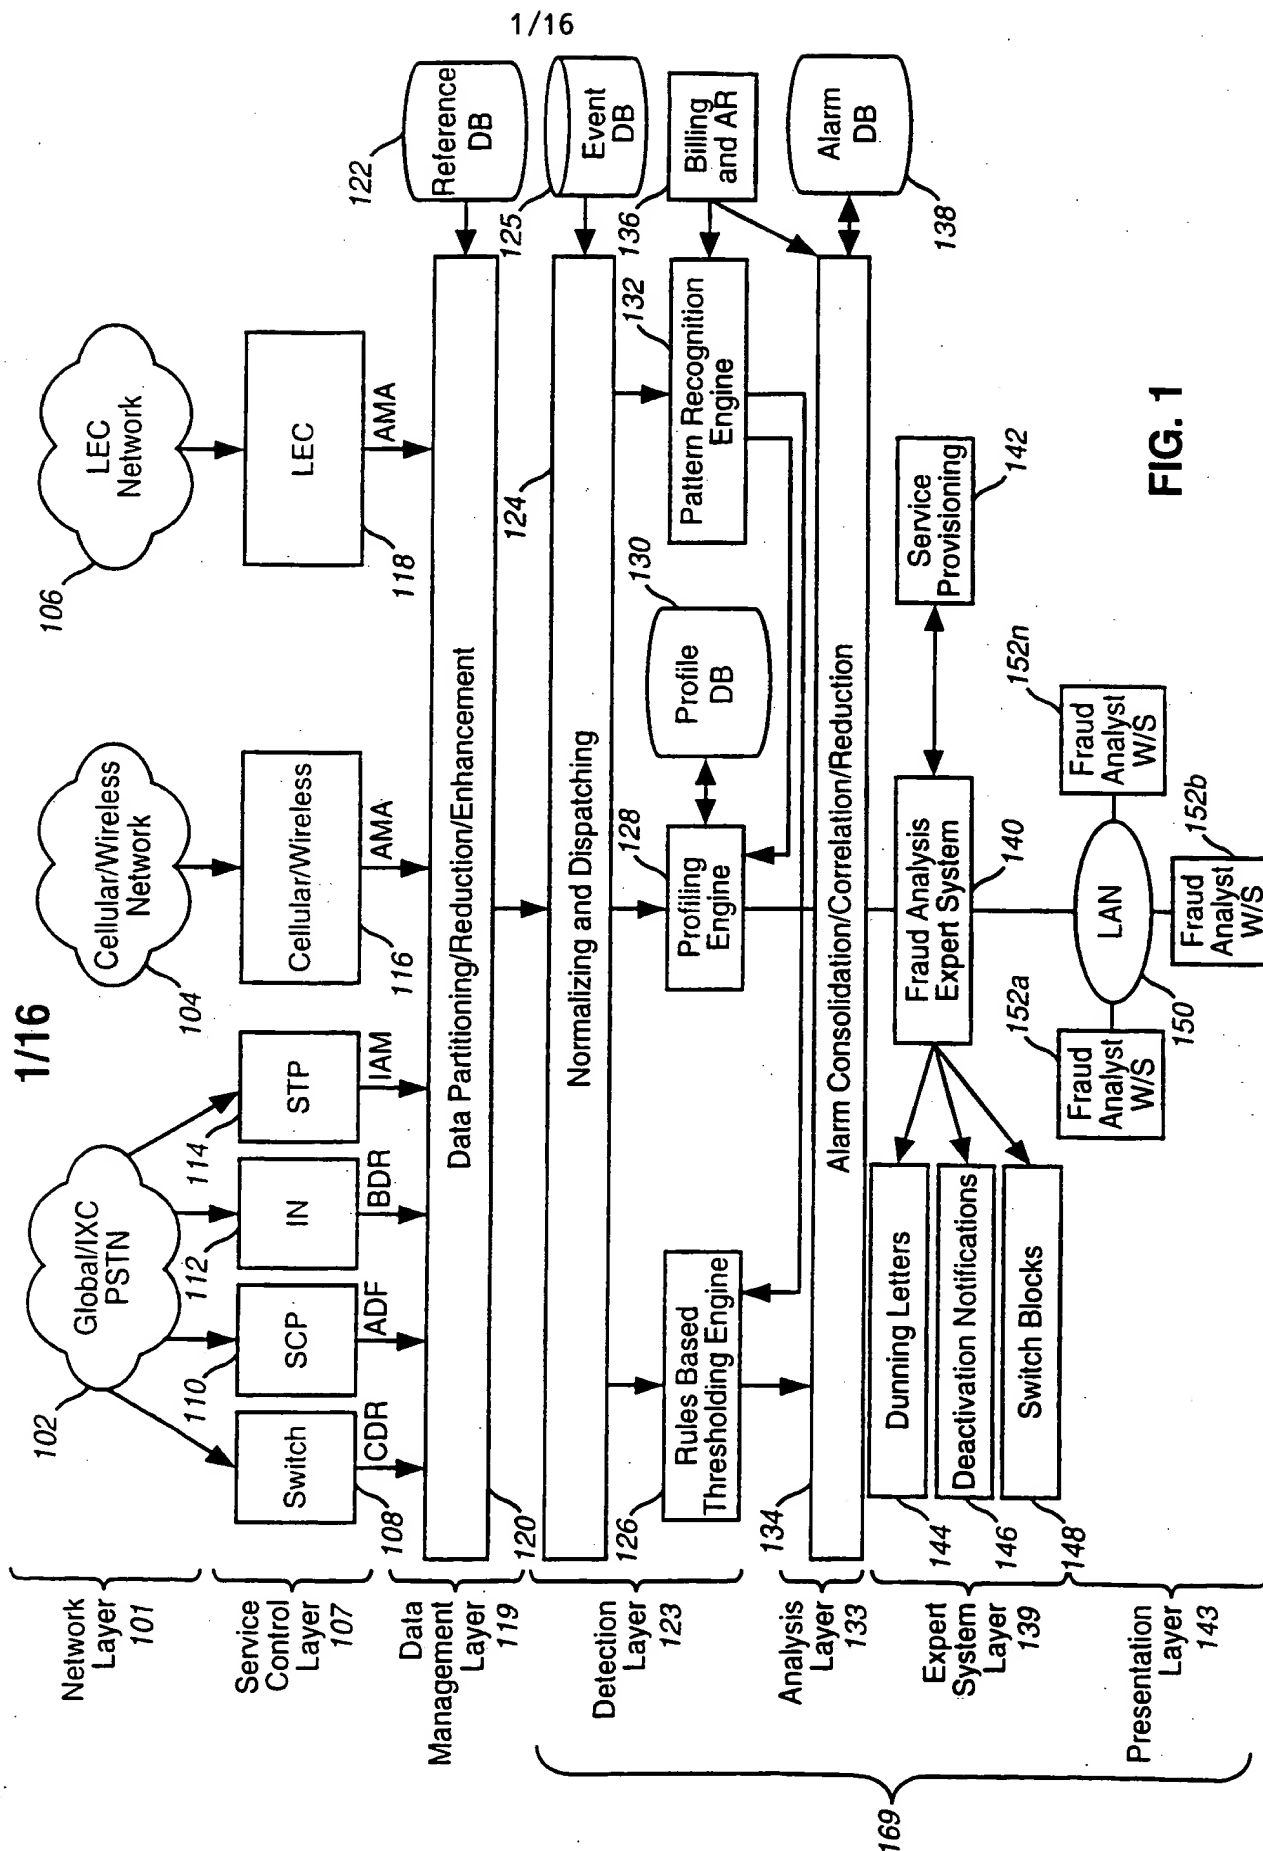 1/16
1/16
Network
Layer
101
Global/IXC
PSTN
102
Cellular/Wireless
Network
104
LEC
Network
106
Service
Control
Layer
107
Switch
108
SCP
110
IN
112
STP
114
Cellular/Wireless
116
LEC
118
CDR
ADF
BDR
IAM
AMA
AMA
Data
Management
Layer
119
Data Partitioning/Reduction/Enhancement
120
Reference
DB
122
Detection
Layer
123
Normalizing and Dispatching
124
Event
DB
125
Rules Based
Thresholding Engine
126
Profiling
Engine
128
Profile
DB
130
Pattern Recognition
Engine
132
Billing
and AR
136
Analysis
Layer
133
Alarm Consolidation/Correlation/Reduction
134
Alarm
DB
138
Expert
System
Layer
139
Dunning Letters
144
Deactivation Notifications
146
Switch Blocks
148
Fraud Analysis
Expert System
140
Service
Provisioning
142
Presentation
Layer
143
Fraud
Analyst
W/S
152a
LAN
150
Fraud
Analyst
W/S
152b
Fraud
Analyst
W/S
152n
169
FIG. 1